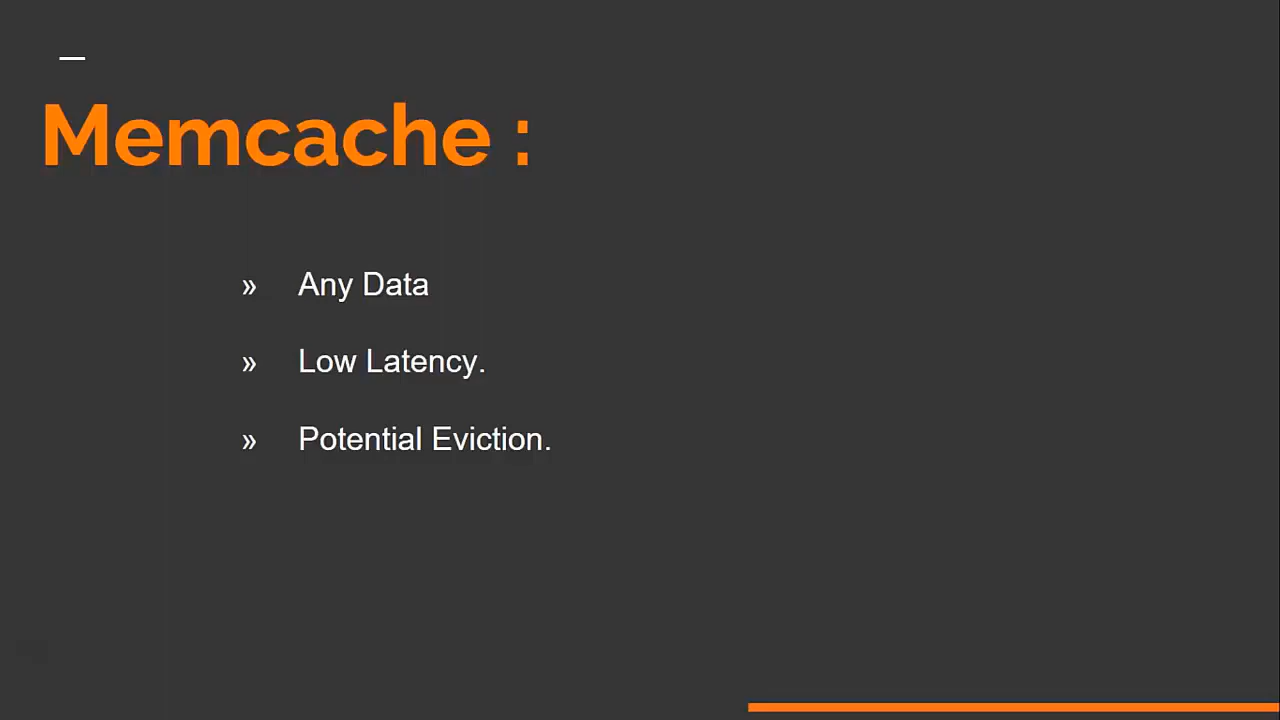 Memcache :
» Any Data
» Low Latency.
» Potential Eviction.